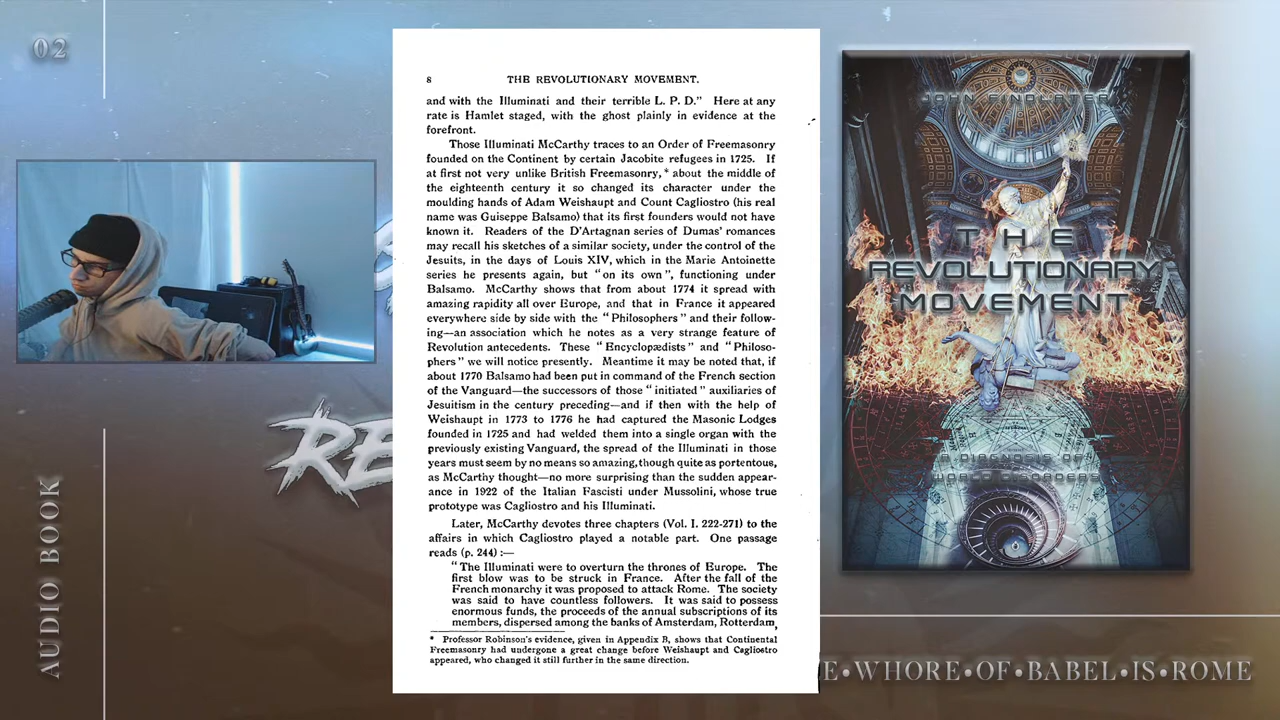 02
AUDIO BOOK
RE
8 THE REVOLUTIONARY MOVEMENT.
and with the Illuminati and their terrible L. P. D." Here at any
rate is Hamlet staged, with the ghost plainly in evidence at the
forefront.
Those Illuminati McCarthy traces to an Order of Freemasonry
founded on the Continent by certain Jacobite refugees in 1725. If
at first not very unlike British Freemasonry,* about the middle of
the eighteenth century it so changed its character under the
moulding hands of Adam Weishaupt and Count Cagliostro (his real
name was Guiseppe Balsamo) that its first founders would not have
known it. Readers of the D'Artagnan series of Dumas' romances
may recall his sketches of a similar society, under the control of the
Jesuits, in the days of Louis XIV, which in the Marie Antoinette
series he presents again, but "on its own", functioning under
Balsamo. McCarthy shows that from about 1774 it spread with
amazing rapidity all over Europe, and that in France it appeared
everywhere side by side with the "Philosophers" and their follow-
ing—an association which he notes as a very strange feature of
Revolution antecedents. These "Encyclopædists" and "Philoso-
phers" we will notice presently. Meantime it may be noted that, if
about 1770 Balsamo had been put in command of the French section
of the Vanguard—the successors of those "initiated" auxiliaries of
Jesuitism in the century preceding—and if then with the help of
Weishaupt in 1773 to 1776 he had captured the Masonic Lodges
founded in 1725 and had welded them into a single organ with the
previously existing Vanguard, the spread of the Illuminati in those
years must seem by no means so amazing, though quite as portentous,
as McCarthy thought—no more surprising than the sudden appear-
ance in 1922 of the Italian Fascisti under Mussolini, whose true
prototype was Cagliostro and his Illuminati.
Later, McCarthy devotes three chapters (Vol. I. 222-271) to the
affairs in which Cagliostro played a notable part. One passage
reads (p. 244) :—
"The Illuminati were to overturn the thrones of Europe. The
first blow was to be struck in France. After the fall of the
French monarchy it was proposed to attack Rome. The society
was said to have countless followers. It was said to possess
enormous funds, the proceeds of the annual subscriptions of its
members, dispersed among the banks of Amsterdam, Rotterdam,
* Professor Robinson's evidence, given in Appendix B, shows that Continental
Freemasonry had undergone a great change before Weishaupt and Cagliostro
appeared, who changed it still further in the same direction.
JOHN FINDLATER
THE
REVOLUTIONARY
MOVEMENT
A DIAGNOSIS OF
WORLD DISORDERS
E•WHORE•OF•BABEL•IS•ROME